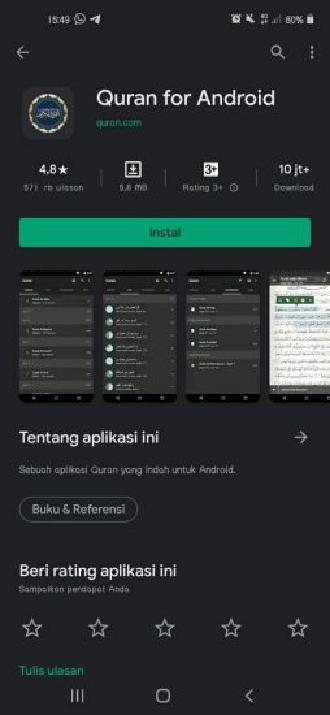 15:49
80%
Quran for Android
quran.com
4,8★
571 rb ulasan
5,8 MB
3+
Rating 3+
10 jt+
Download
Instal
Tentang aplikasi ini
Sebuah aplikasi Quran yang indah untuk Android.
Buku & Referensi
Beri rating aplikasi ini
Sampaikan pendapat Anda
Tulis ulasan